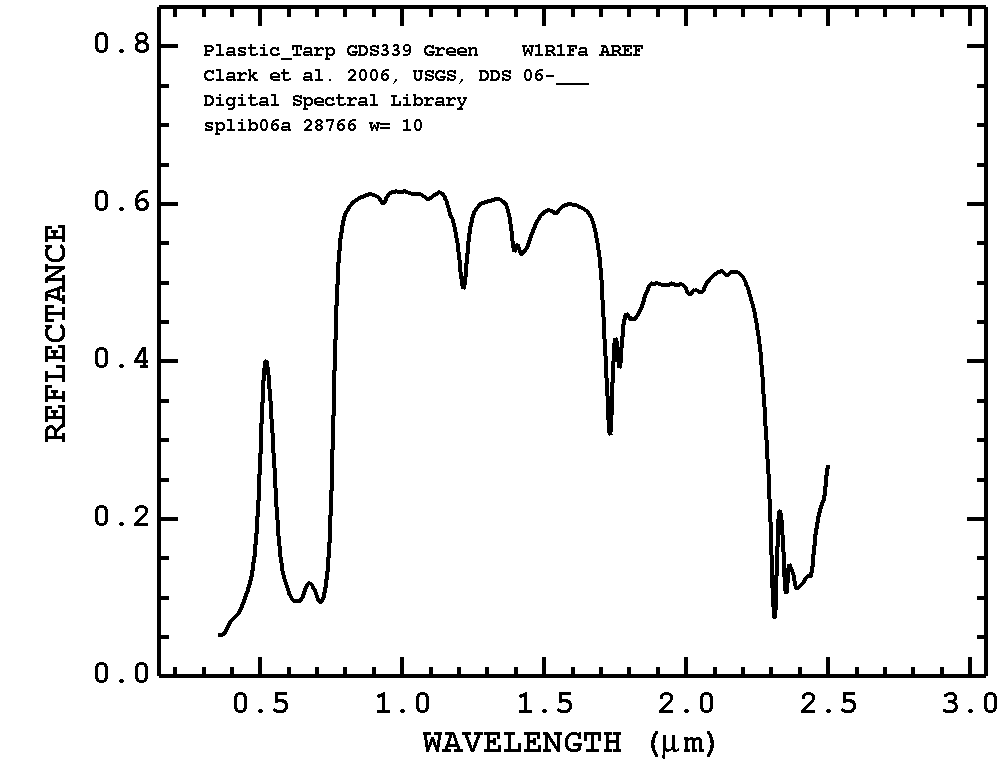 0.8
Plastic_Tarp GDS339 Green W1R1Fa AREF
Clark et al. 2006, USGS, DDS 06-___
Digital Spectral Library
splib06a 28766 w= 10
0.6
0.4
0.2
0.0
REFLECTANCE
0.5 1.0 1.5 2.0 2.5 3.0
WAVELENGTH (μm)